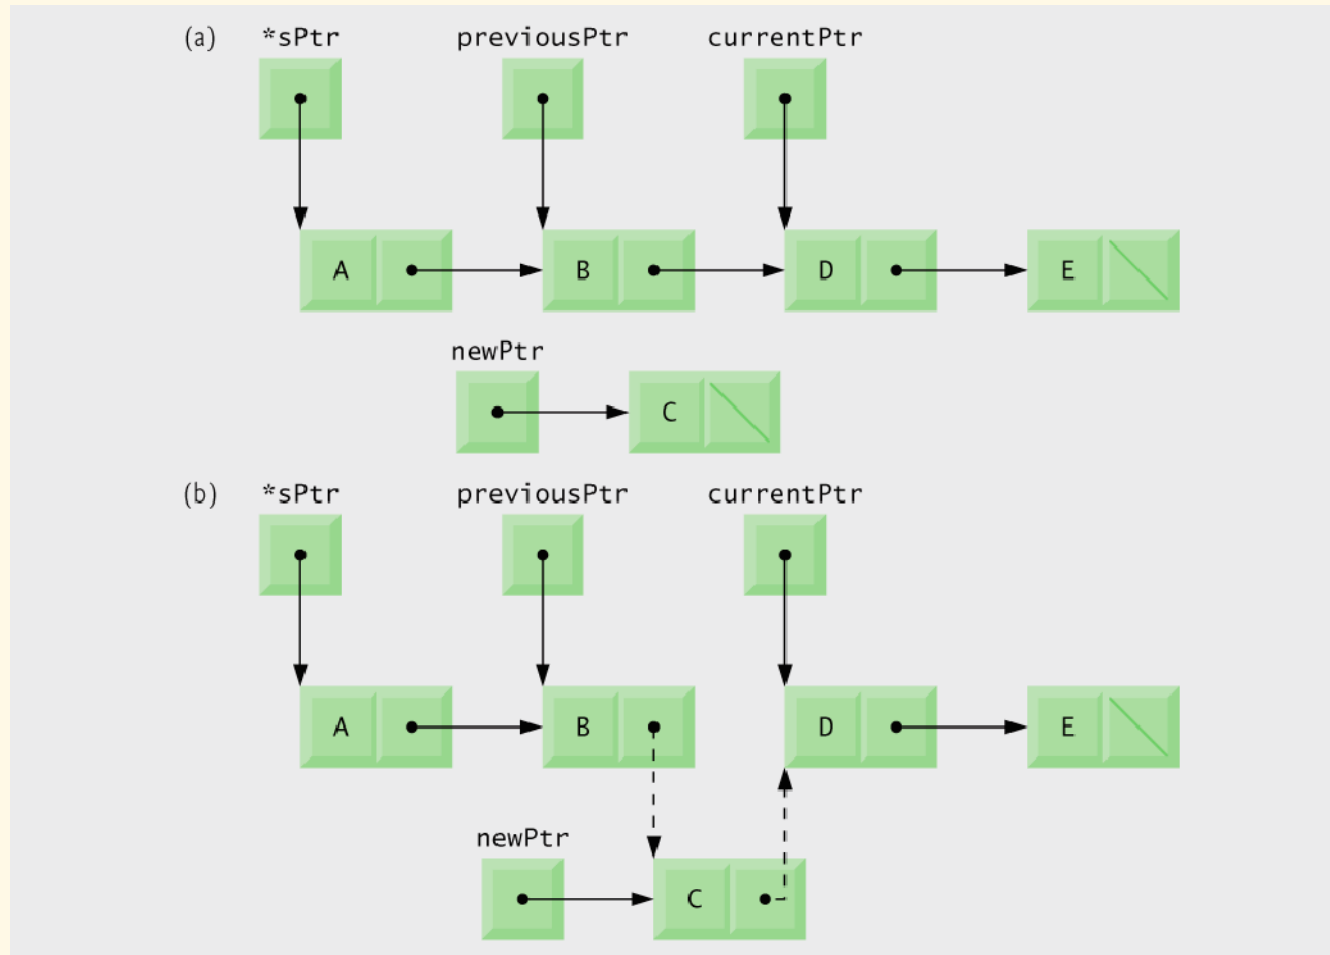 (a) *sPtr previousPtr currentPtr
A B D E
newPtr
C
(b) *sPtr previousPtr currentPtr
A B D E
newPtr
C